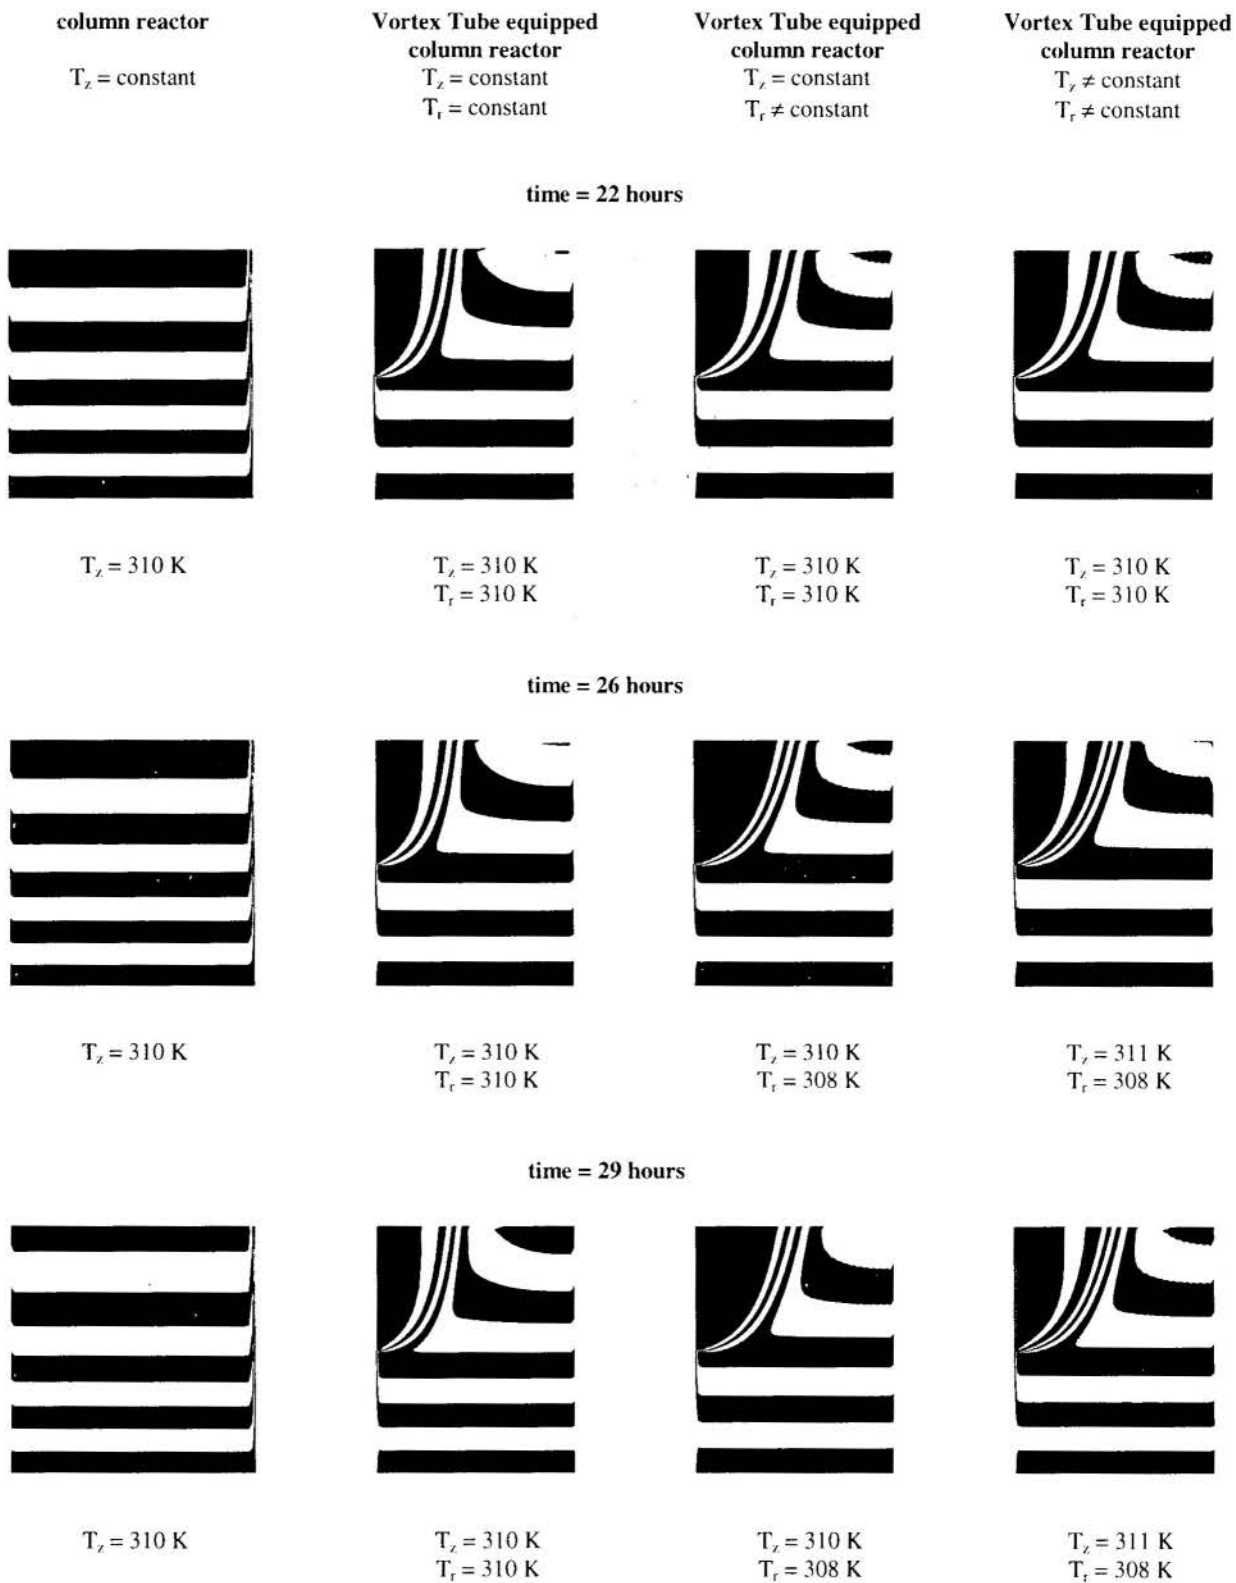 column reactor
Vortex Tube equipped
column reactor
Vortex Tube equipped
column reactor
Vortex Tube equipped
column reactor
T_z = constant
T_z = constant
T_r = constant
T_z = constant
T_r ≠ constant
T_z ≠ constant
T_r ≠ constant
time = 22 hours
T_z = 310 K
T_z = 310 K
T_r = 310 K
T_z = 310 K
T_r = 310 K
T_z = 310 K
T_r = 310 K
time = 26 hours
T_z = 310 K
T_z = 310 K
T_r = 310 K
T_z = 310 K
T_r = 308 K
T_z = 311 K
T_r = 308 K
time = 29 hours
T_z = 310 K
T_z = 310 K
T_r = 310 K
T_z = 310 K
T_r = 308 K
T_z = 311 K
T_r = 308 K